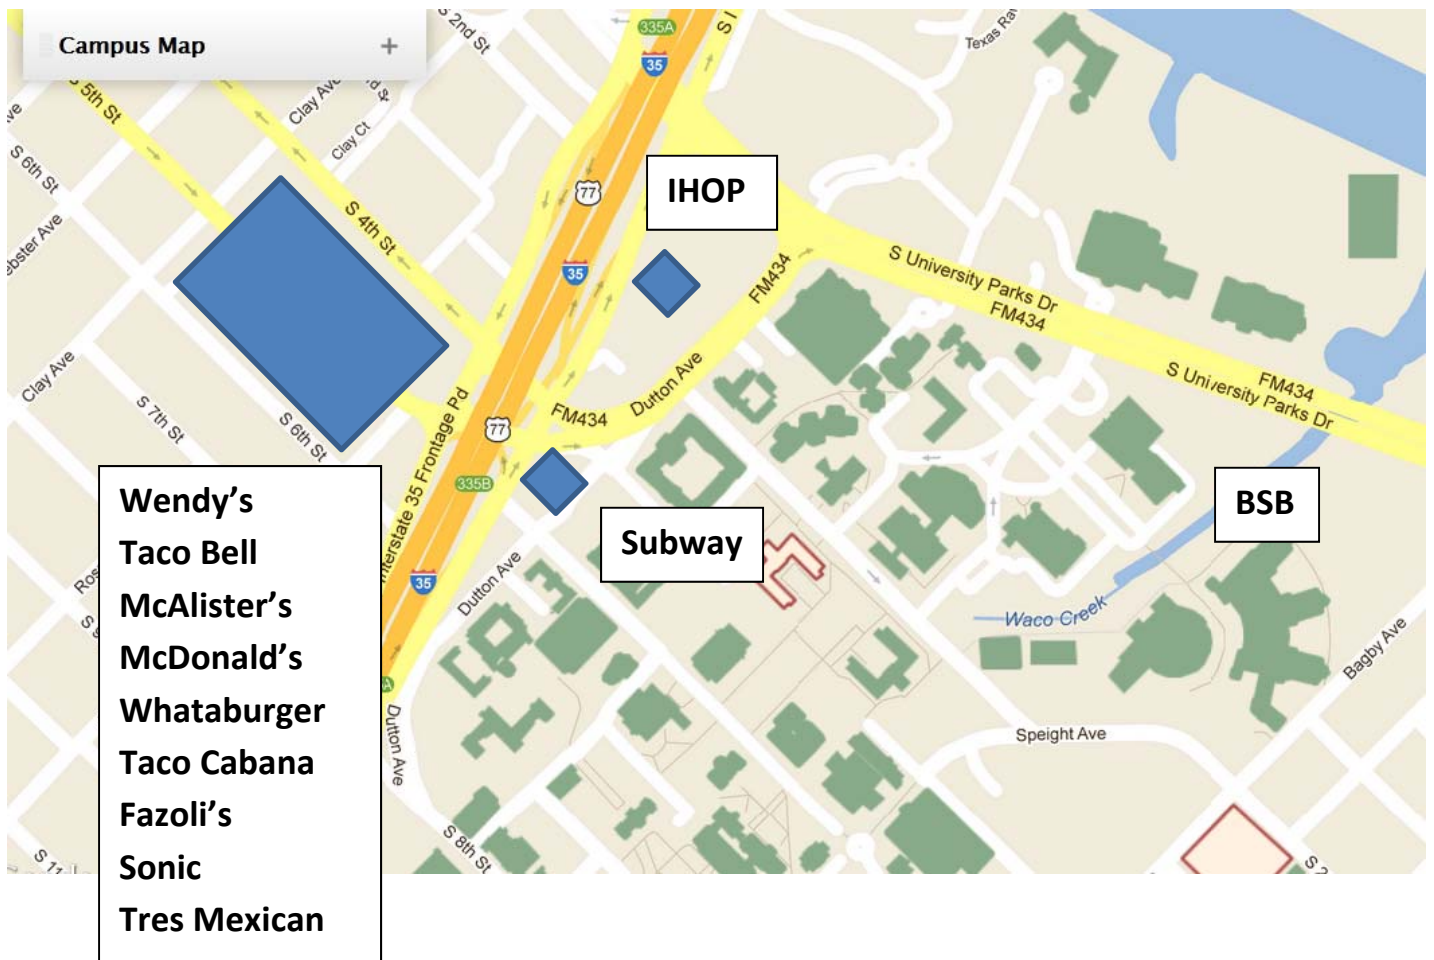 Campus Map
+
S 2nd St
335A
35
Texas
S 5th St
Clay Ave
Clay Ct
S 6th St
77
IHOP
S 4th St
35
FM434
S University Parks Dr
FM434
Clay Ave
S 7th St
S 6th St
Interstate 35 Frontage Rd
77
FM434
Dutton Ave
FM434
S University Parks Dr
335B
Subway
BSB
35
Dutton Ave
Waco Creek
Bagby Ave
Dutton Ave
Speight Ave
S 8th St
Wendy’s
Taco Bell
McAlister’s
McDonald’s
Whataburger
Taco Cabana
Fazoli’s
Sonic
Tres Mexican